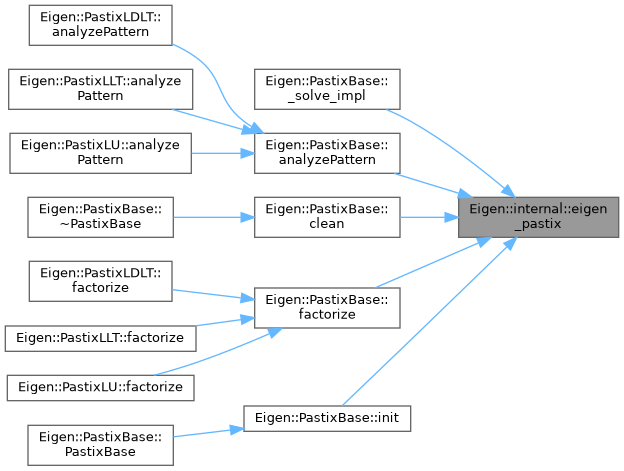 Eigen::PastixLDLT::
analyzePattern
Eigen::PastixLLT::analyze
Pattern
Eigen::PastixLU::analyze
Pattern
Eigen::PastixBase::
~PastixBase
Eigen::PastixLDLT::
factorize
Eigen::PastixLLT::factorize
Eigen::PastixLU::factorize
Eigen::PastixBase::
PastixBase
Eigen::PastixBase::
_solve_impl
Eigen::PastixBase::
analyzePattern
Eigen::PastixBase::
clean
Eigen::PastixBase::
factorize
Eigen::PastixBase::init
Eigen::internal::eigen
_pastix